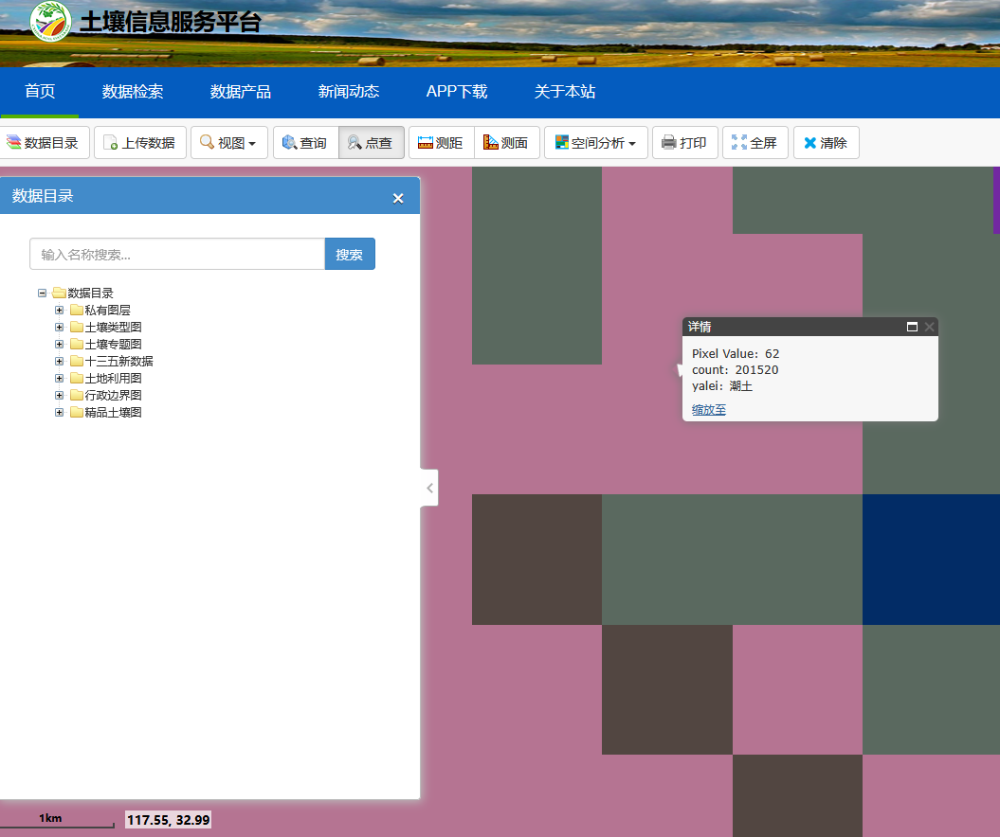 土壤信息服务平台
首页 数据检索 数据产品 新闻动态 APP下载 关于本站
数据目录 上传数据 视图 查询 点查 测距 测面 空间分析 打印 全屏 清除
数据目录
输入名称搜索... 搜索
数据目录
私有图层
土壤类型图
土壤专题图
十三五新数据
土地利用图
行政边界图
精品土壤图
详情
Pixel Value: 62
count: 201520
yalei: 潮土
缩放至
1km
117.55, 32.99